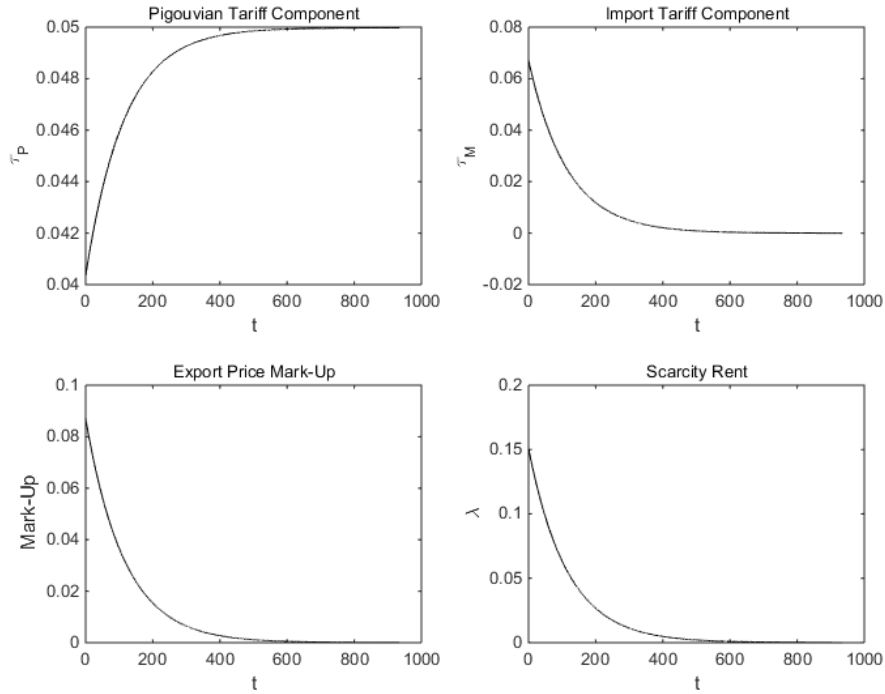 Pigouvian Tariff Component
0.05
0.048
0.046
0.044
0.042
0.04
τP
0 200 400 600 800 1000
t
Import Tariff Component
0.08
0.06
0.04
0.02
0
-0.02
τM
0 200 400 600 800 1000
t
Export Price Mark-Up
0.1
0.08
0.06
0.04
0.02
0
Mark-Up
0 200 400 600 800 1000
t
Scarcity Rent
0.2
0.15
0.1
0.05
0
λ
0 200 400 600 800 1000
t